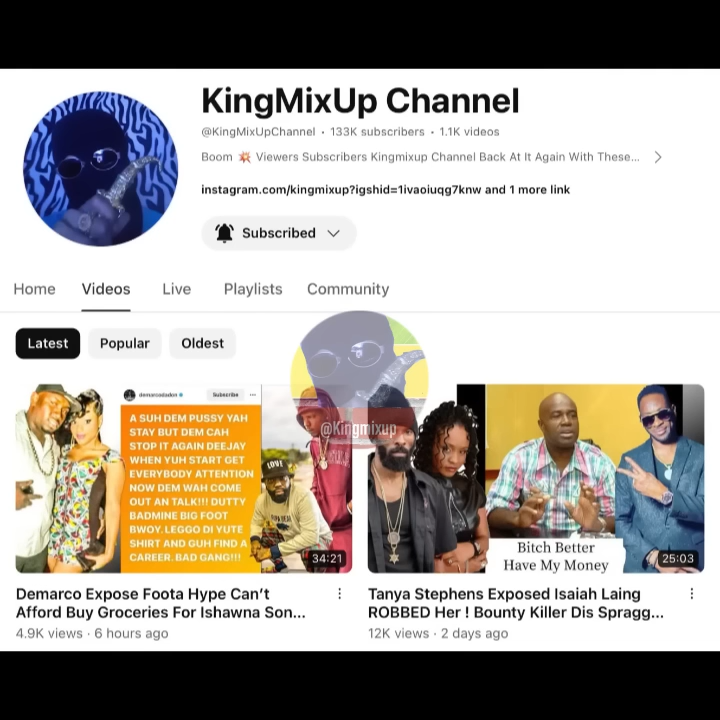 KingMixUp Channel
@KingMixUpChannel • 133K subscribers • 1.1K videos
Boom 💥 Viewers Subscribers Kingmixup Channel Back At It Again With These...
instagram.com/kingmixup?igshid=1ivaoiuqg7knw and 1 more link
Subscribed
Home Videos Live Playlists Community
Latest Popular Oldest
@Kingmixup
demarcodadon
Subscribe
A SUH DEM PUSSY YAH
STAY BUT DEM CAH
STOP IT AGAIN DEEJAY
WHEN YUH START GET
EVERYBODY ATTENTION
NOW DEM WAH COME
OUT AN TALK!!! DUTTY
BADMINE BIG FOOT
BWOY. LEGGO DI YUTE
SHIRT AND GUH FIND A
CAREER. BAD GANG!!!
LOVE
34:21
Bitch Better
Have My Money
25:03
Demarco Expose Foota Hype Can't
Afford Buy Groceries For Ishawna Son...
4.9K views · 6 hours ago
Tanya Stephens Exposed Isaiah Laing
ROBBED Her ! Bounty Killer Dis Spragg...
12K views · 2 days ago